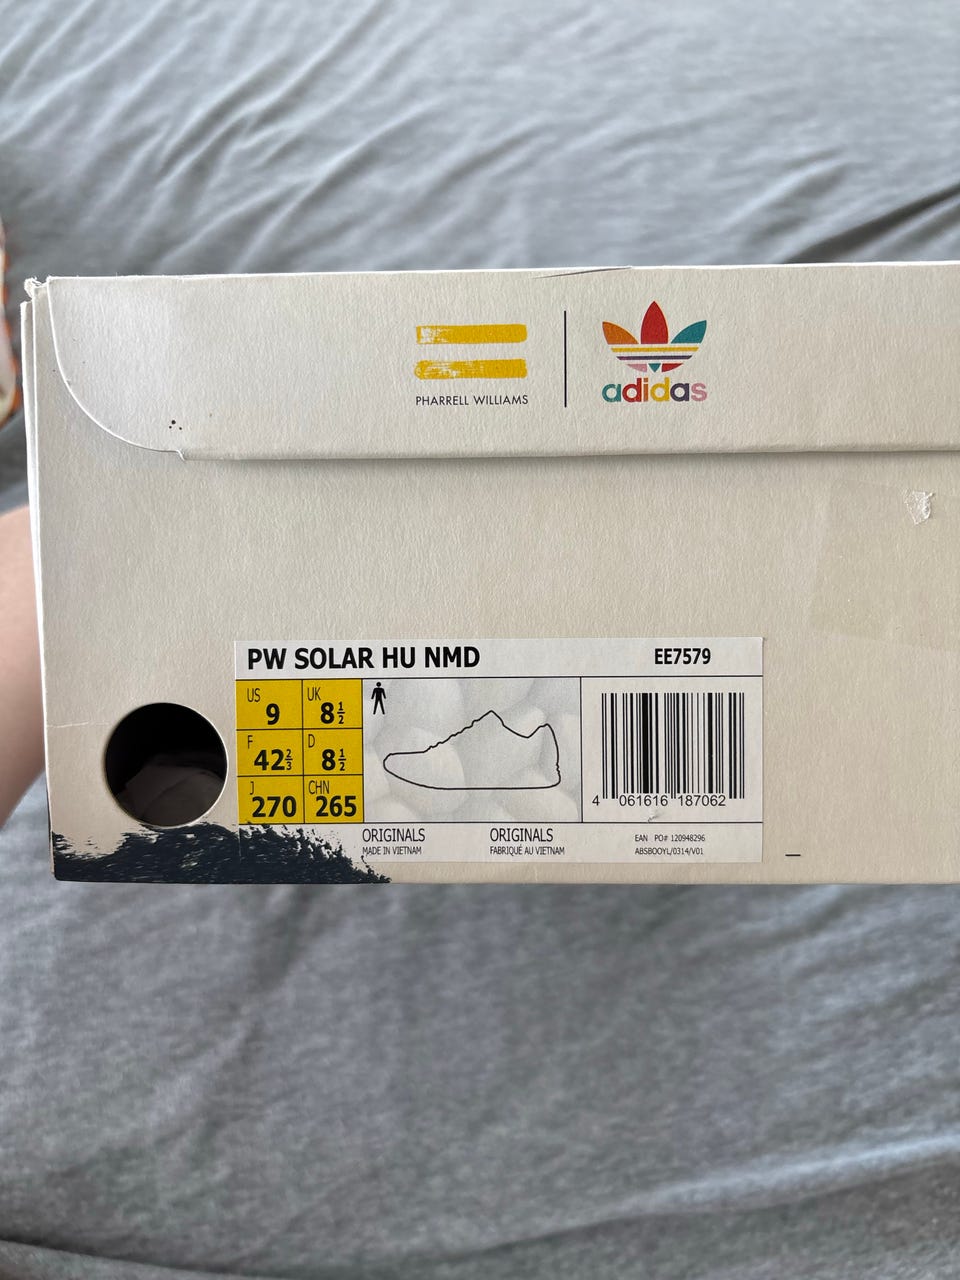 PHARRELL WILLIAMS
adidas
PW SOLAR HU NMD
EE7579
US 9
UK 8½
F 42⅔
D 8½
J 270
CHN 265
4 061616 187062
ORIGINALS
MADE IN VIETNAM
ORIGINALS
FABRIQUÉ AU VIETNAM
EAN PO# 120948296
ABSBOOYL/0314/V01